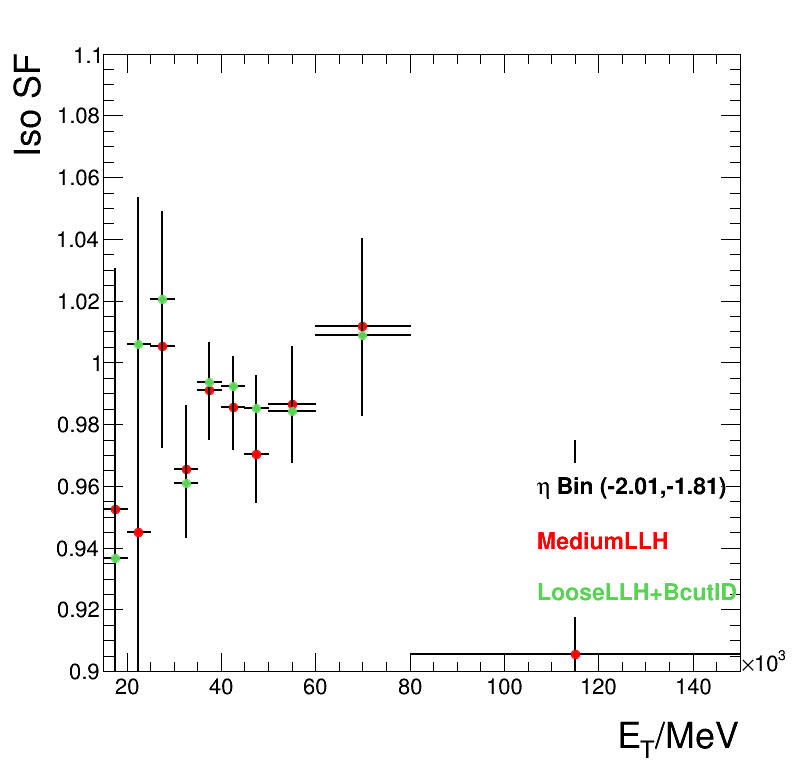 Iso SF
1.1
1.08
1.06
1.04
1.02
1
0.98
0.96
0.94
0.92
0.9
η Bin (-2.01,-1.81)
MediumLLH
LooseLLH+BcutID
20 40 60 80 100 120 140
×10³
E_T/MeV